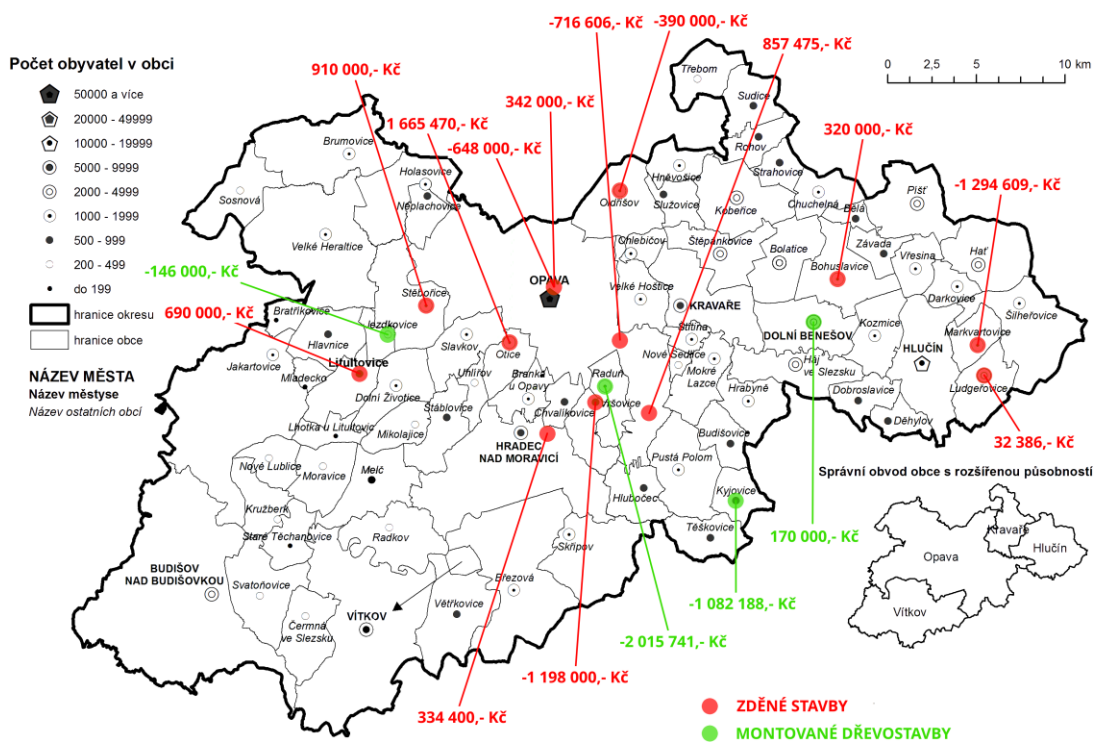 -716 606,- Kč
-390 000,- Kč
857 475,- Kč
910 000,- Kč
342 000,- Kč
1 665 470,- Kč
-648 000,- Kč
320 000,- Kč
-1 294 609,- Kč
-146 000,- Kč
690 000,- Kč
Počet obyvatel v obci
50000 a více
20000 - 49999
10000 - 19999
5000 - 9999
2000 - 4999
1000 - 1999
500 - 999
200 - 499
do 199
hranice okresu
hranice obce
NÁZEV MĚSTA
Název městyse
Název ostatních obcí
0 2,5 5 10 km
Třebom
Sudice
Rohov
Strahovice
Brumovice
Holasovice
Neplachovice
Sosnová
Velké Heraltice
Oldřišov
Hněvošice
Služovice
Kobeřice
Chuchelná
Píšť
Bělá
Chlebičov
Štěpánkovice
Bolatice
Závada
Hať
Bohuslavice
Vřesina
OPAVA
Velké Hoštice
KRAVAŘE
Darkovice
Šilheřovice
Stěbořice
Bratříkovice
Jezdkovice
Hlavnice
Slavkov
Otice
Štítina
DOLNÍ BENEŠOV
Kozmice
Markvartovice
HLUČÍN
Jakartovice
Litultovice
Nové Sedlice
Háj
ve Slezsku
Mladecko
Dolní Životice
Uhlířov
Branka
u Opavy
Raduň
Mokré
Lazce
Hrabyně
Dobroslavice
Ludgeřovice
Stáblovice
Chvalíkovice
Vršovice
Děhylov
Lhotka u Litultovic
Mikolajice
HRADEC
NAD MORAVICÍ
Budišovice
Nové Lublice
Moravice
Melč
Pustá Polom
Hlubočec
Kyjovice
Kružberk
Staré Těchanovice
Radkov
Skřipov
Těškovice
BUDIŠOV
NAD BUDIŠOVKOU
Svatoňovice
Březová
Větřkovice
VÍTKOV
Čermná
ve Slezsku
32 386,- Kč
170 000,- Kč
-1 082 188,- Kč
-2 015 741,- Kč
-1 198 000,- Kč
334 400,- Kč
Správní obvod obce s rozšířenou působností
Kravaře
Opava
Hlučín
Vítkov
ZDĚNÉ STAVBY
MONTOVANÉ DŘEVOSTAVBY